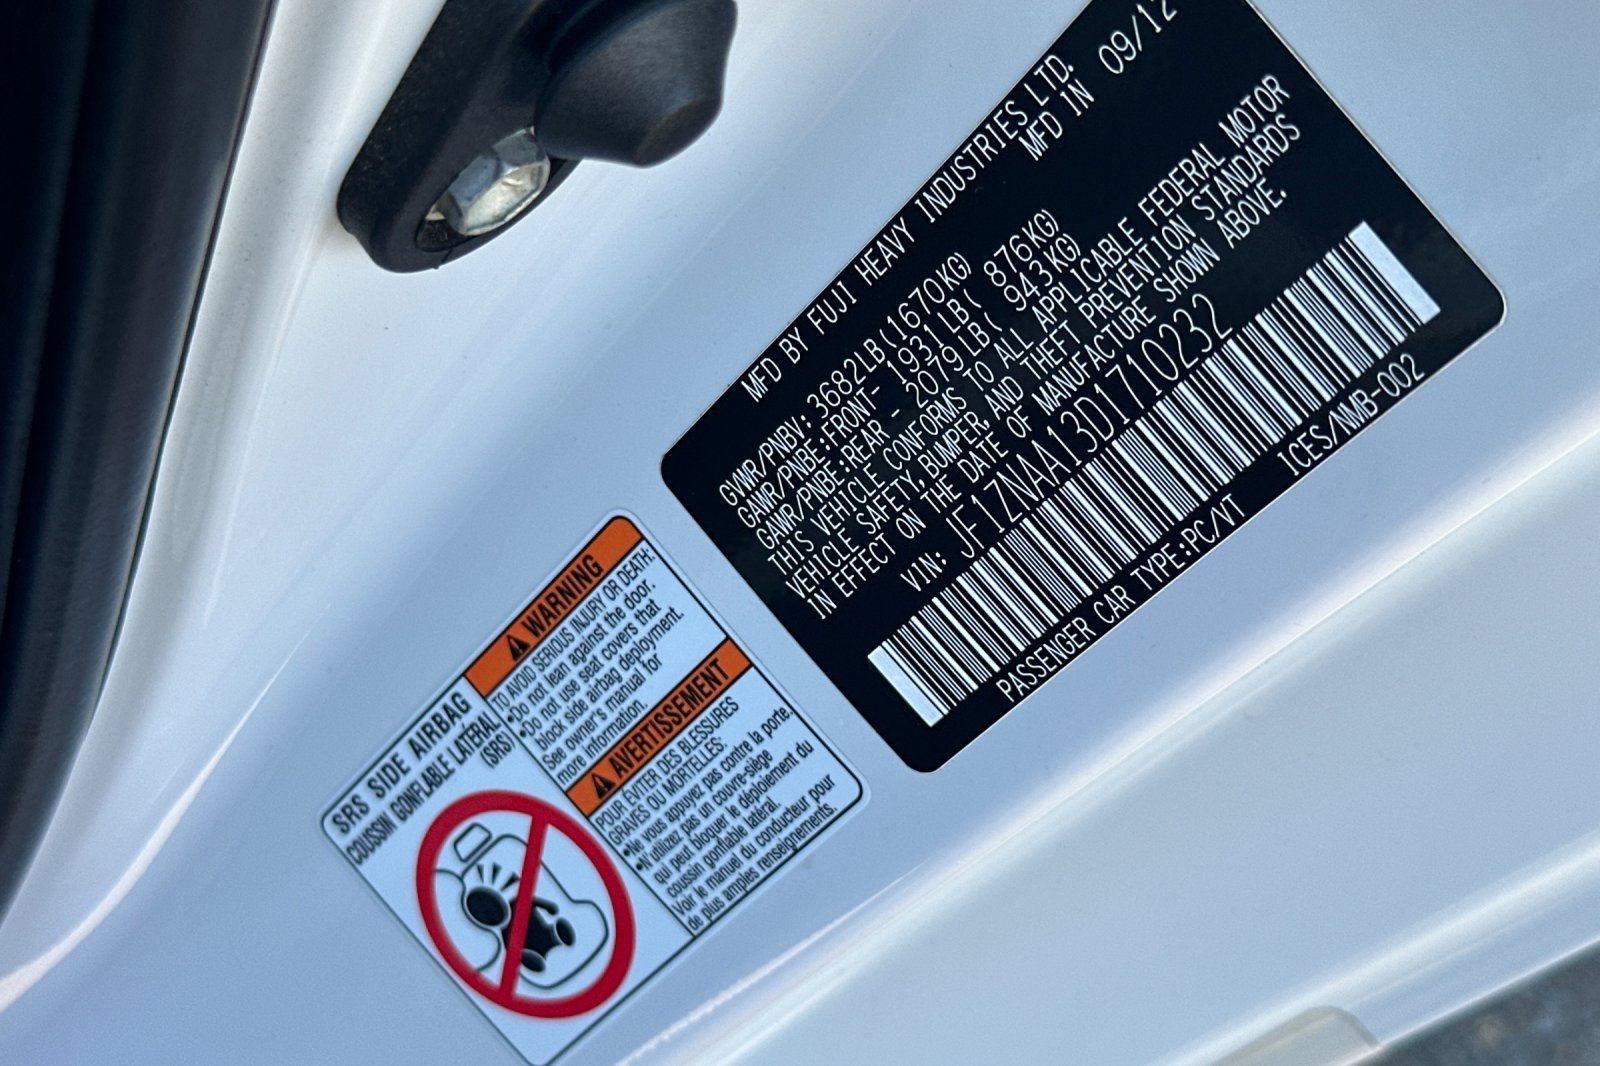 MFD BY FUJI HEAVY INDUSTRIES LTD.
MFD IN 09/12
GVWR/PNBV: 3682LB(1670KG)
GAWR/PNBE:FRONT- 1931LB( 876KG)
GAWR/PNBE:REAR - 2079LB( 943KG)
THIS VEHICLE CONFORMS TO ALL APPLICABLE FEDERAL MOTOR
VEHICLE SAFETY,BUMPER,AND THEFT PREVENTION STANDARDS
IN EFFECT ON THE DATE OF MANUFACTURE SHOWN ABOVE.
VIN: JF1ZNAA13D1710232
PASSENGER CAR TYPE:PC/VT ICES/NMB-002
SRS SIDE AIRBAG
COUSSIN GONFLABLE LATÉRAL
(SRS)
WARNING
TO AVOID SERIOUS INJURY OR DEATH:
•Do not lean against the door.
•Do not use seat covers that
block side airbag deployment.
See owner's manual for
more information.
AVERTISSEMENT
POUR ÉVITER DES BLESSURES
GRAVES OU MORTELLES:
•Ne vous appuyez pas contre la porte.
•N'utilizez pas un couvre-siège
qui peut bloquer le déploiement du
coussin gonflable latéral.
Voir le manuel du conducteur pour
de plus amples renseignements.